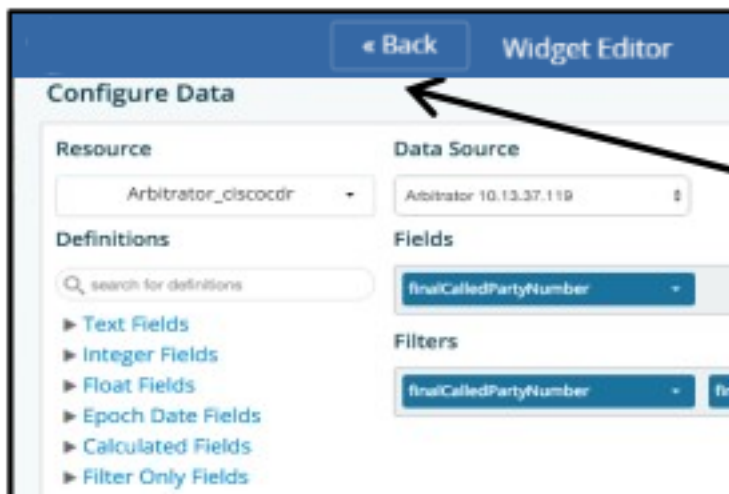 « Back
Widget Editor
Configure Data
Resource
Data Source
Arbitrator_ciscocdr
Arbitrator 10.13.37.119
Definitions
Fields
search for definitions
finalCalledPartyNumber
Text Fields
Filters
Integer Fields
Float Fields
finalCalledPartyNumber
Epoch Date Fields
Calculated Fields
Filter Only Fields